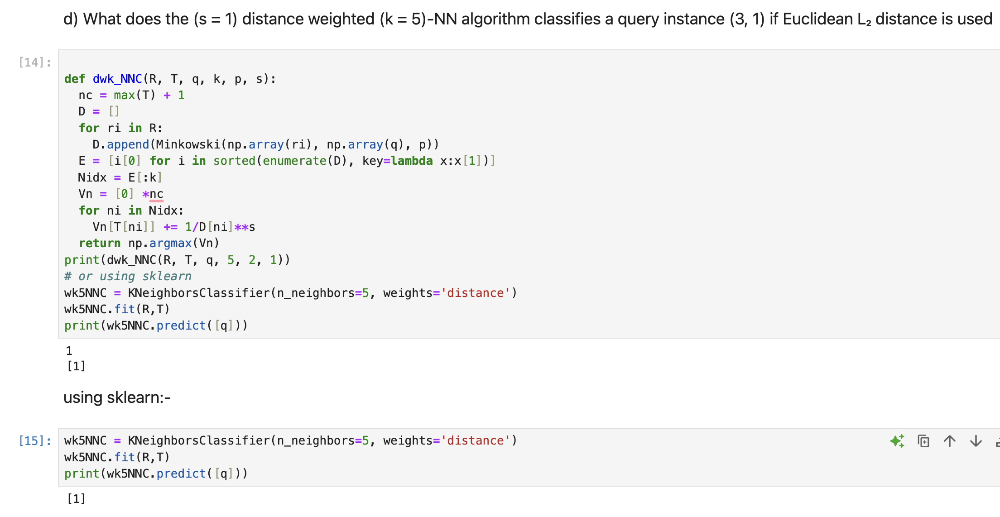 d) What does the (s = 1) distance weighted (k = 5)-NN algorithm classifies a query instance (3, 1) if Euclidean L₂ distance is used
[14]:
def dwk_NNC(R, T, q, k, p, s):
  nc = max(T) + 1
  D = []
  for ri in R:
    D.append(Minkowski(np.array(ri), np.array(q), p))
  E = [i[0] for i in sorted(enumerate(D), key=lambda x:x[1])]
  Nidx = E[:k]
  Vn = [0] *nc
  for ni in Nidx:
    Vn[T[ni]] += 1/D[ni]**s
  return np.argmax(Vn)
print(dwk_NNC(R, T, q, 5, 2, 1))
# or using sklearn
wk5NNC = KNeighborsClassifier(n_neighbors=5, weights='distance')
wk5NNC.fit(R,T)
print(wk5NNC.predict([q]))
1
[1]
using sklearn:-
[15]: wk5NNC = KNeighborsClassifier(n_neighbors=5, weights='distance')
wk5NNC.fit(R,T)
print(wk5NNC.predict([q]))
[1]